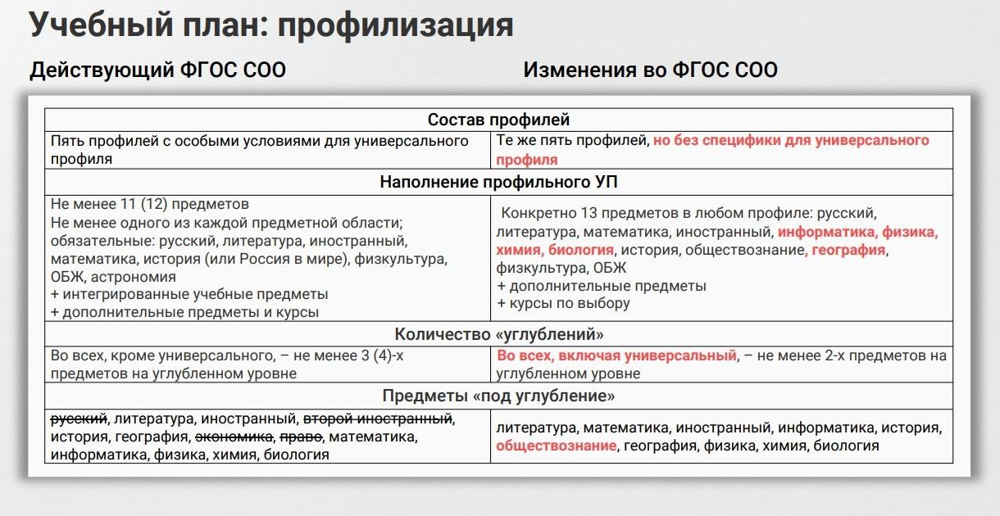 Учебный план: профилизация
Действующий ФГОС СОО
Изменения во ФГОС СОО
Состав профилей
Пять профилей с особыми условиями для универсального
профиля
Те же пять профилей, но без специфики для универсального
профиля
Наполнение профильного УП
Не менее 11 (12) предметов
Не менее одного из каждой предметной области;
обязательные: русский, литература, иностранный,
математика, история (или Россия в мире), физкультура,
ОБЖ, астрономия
+ интегрированные учебные предметы
+ дополнительные предметы и курсы
Конкретно 13 предметов в любом профиле: русский,
литература, математика, иностранный, информатика, физика,
химия, биология, история, обществознание, география,
физкультура, ОБЖ
+ дополнительные предметы
+ курсы по выбору
Количество «углублений»
Во всех, кроме универсального, – не менее 3 (4)-х
предметов на углубленном уровне
Во всех, включая универсальный, – не менее 2-х предметов на
углубленном уровне
Предметы «под углубление»
русский, литература, иностранный, второй иностранный,
история, география, экономика, право, математика,
информатика, физика, химия, биология
литература, математика, иностранный, информатика, история,
обществознание, география, физика, химия, биология